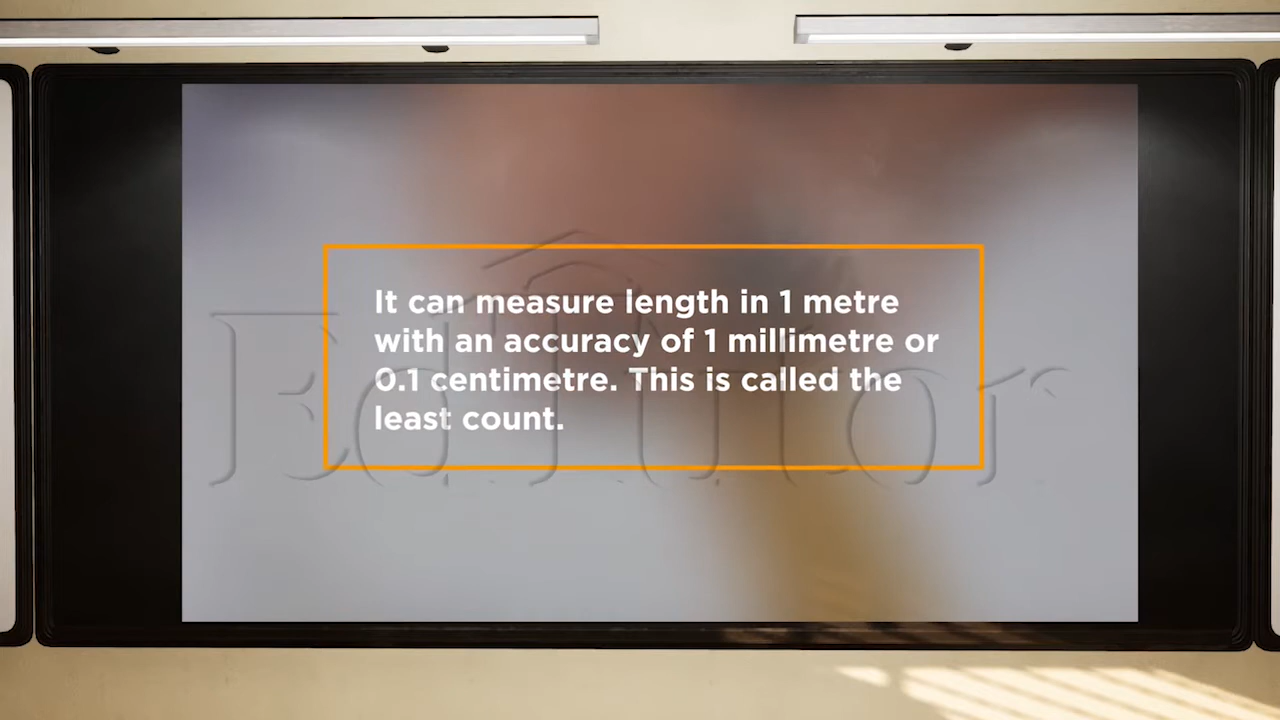 It can measure length in 1 metre
with an accuracy of 1 millimetre or
0.1 centimetre. This is called the
least count.
EdTutor